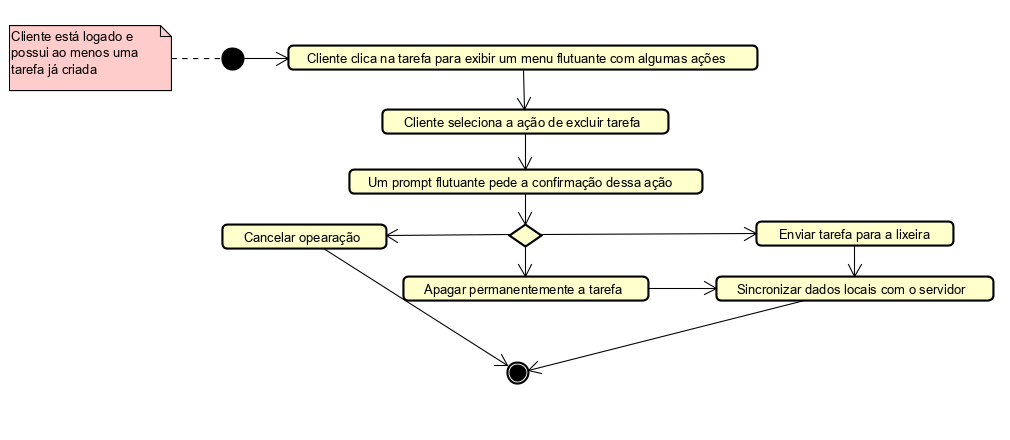 Cliente está logado e
possui ao menos uma
tarefa já criada
Cliente clica na tarefa para exibir um menu flutuante com algumas ações
Cliente seleciona a ação de excluir tarefa
Um prompt flutuante pede a confirmação dessa ação
Cancelar opearação
Enviar tarefa para a lixeira
Apagar permanentemente a tarefa
Sincronizar dados locais com o servidor